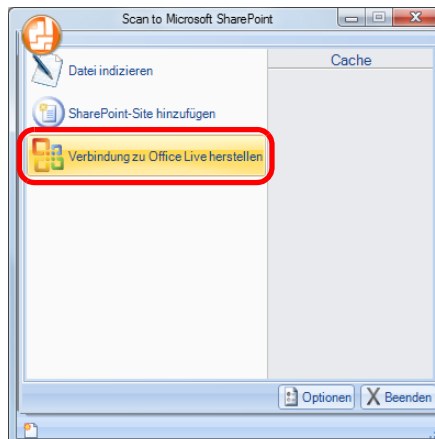 Scan to Microsoft SharePoint
Datei indizieren
Cache
SharePoint-Site hinzufügen
Verbindung zu Office Live herstellen
Optionen
Beenden